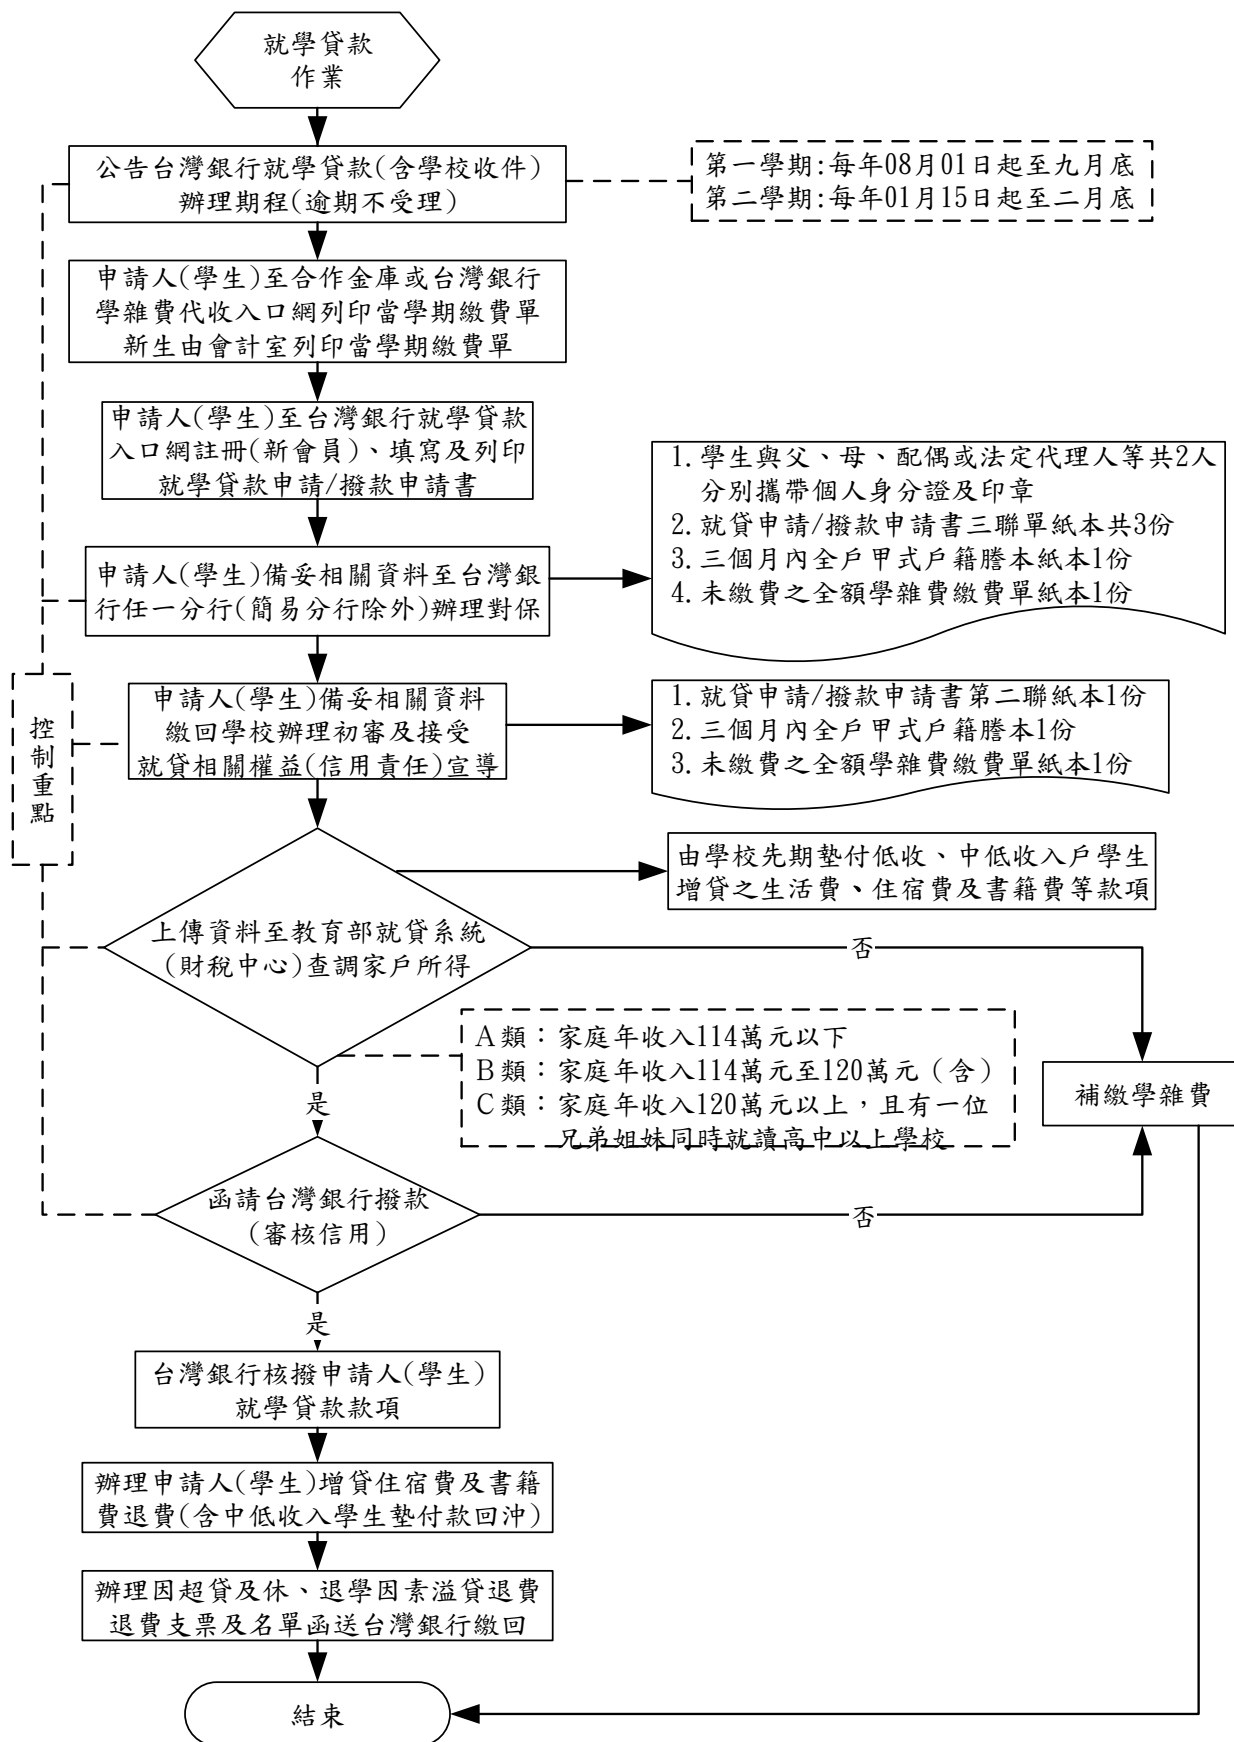 就學貸款
作業
公告台灣銀行就學貸款(含學校收件)
辦理期程(逾期不受理)
第一學期:每年08月01日起至九月底
第二學期:每年01月15日起至二月底
申請人(學生)至合作金庫或台灣銀行
學雜費代收入口網列印當學期繳費單
新生由會計室列印當學期繳費單
申請人(學生)至台灣銀行就學貸款
入口網註冊(新會員)、填寫及列印
就學貸款申請/撥款申請書
1.學生與父、母、配偶或法定代理人等共2人
分別攜帶個人身分證及印章
2.就貸申請/撥款申請書三聯單紙本共3份
3.三個月內全戶甲式戶籍謄本紙本1份
4.未繳費之全額學雜費繳費單紙本1份
申請人(學生)備妥相關資料至台灣銀
行任一分行(簡易分行除外)辦理對保
控制重點
申請人(學生)備妥相關資料
繳回學校辦理初審及接受
就貸相關權益(信用責任)宣導
1.就貸申請/撥款申請書第二聯紙本1份
2.三個月內全戶甲式戶籍謄本1份
3.未繳費之全額學雜費繳費單紙本1份
由學校先期墊付低收、中低收入戶學生
增貸之生活費、住宿費及書籍費等款項
上傳資料至教育部就貸系統
(財稅中心)查調家戶所得
否
A類：家庭年收入114萬元以下
B類：家庭年收入114萬元至120萬元（含）
C類：家庭年收入120萬元以上，且有一位
兄弟姐妹同時就讀高中以上學校
是
補繳學雜費
函請台灣銀行撥款
(審核信用)
否
是
台灣銀行核撥申請人(學生)
就學貸款款項
辦理申請人(學生)增貸住宿費及書籍
費退費(含中低收入學生墊付款回沖)
辦理因超貸及休、退學因素溢貸退費
退費支票及名單函送台灣銀行繳回
結束